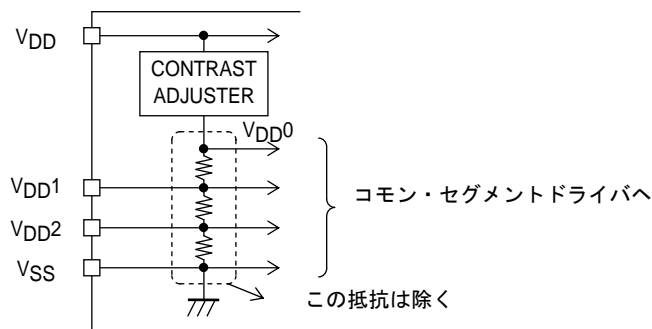 VDD
CONTRAST
ADJUSTER
VDD0
VDD1
VDD2
VSS
コモン・セグメントドライバへ
この抵抗は除く